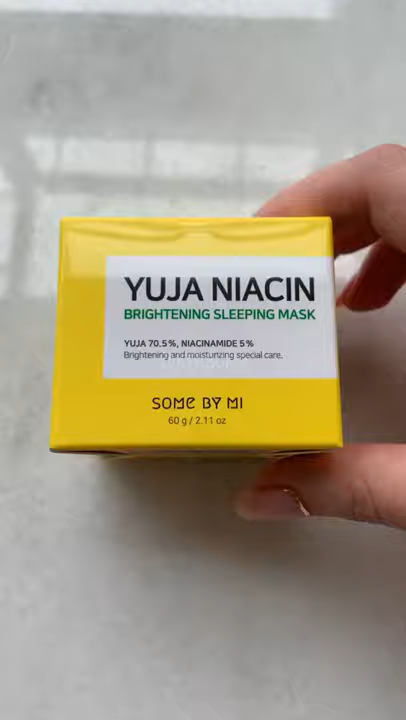 YUJA NIACIN
BRIGHTENING SLEEPING MASK
YUJA 70.5%, NIACINAMIDE 5%
Brightening and moisturizing special care.
SOME BY MI
60 g / 2.11 oz